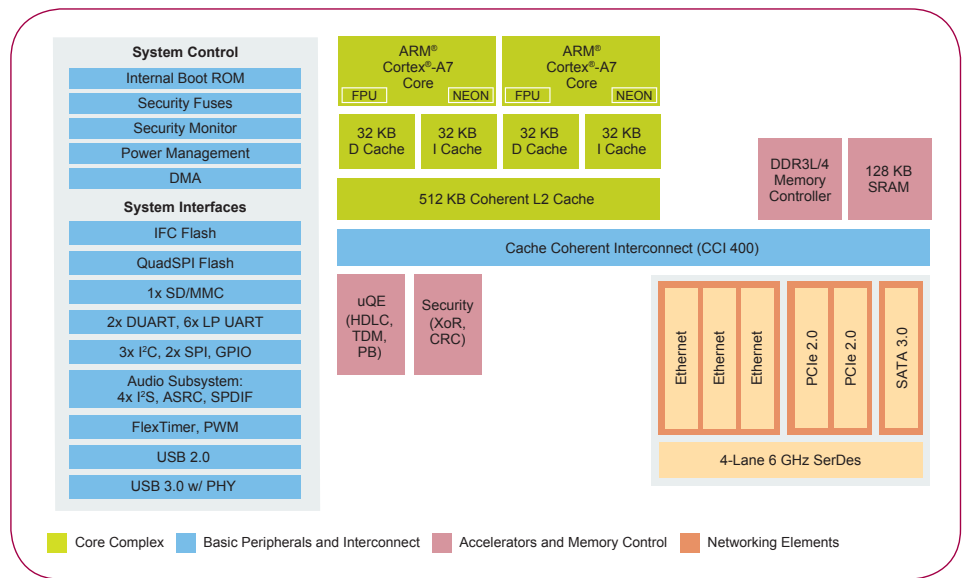 System Control
Internal Boot ROM
Security Fuses
Security Monitor
Power Management
DMA
System Interfaces
IFC Flash
QuadSPI Flash
1x SD/MMC
2x DUART, 6x LP UART
3x I²C, 2x SPI, GPIO
Audio Subsystem:
4x I²S, ASRC, SPDIF
FlexTimer, PWM
USB 2.0
USB 3.0 w/ PHY
ARM®
Cortex®-A7
Core
FPU
NEON
ARM®
Cortex®-A7
Core
FPU
NEON
32 KB
D Cache
32 KB
I Cache
32 KB
D Cache
32 KB
I Cache
512 KB Coherent L2 Cache
DDR3L/4
Memory
Controller
128 KB
SRAM
Cache Coherent Interconnect (CCI 400)
uQE
(HDLC,
TDM,
PB)
Security
(XoR,
CRC)
Ethernet
Ethernet
Ethernet
PCIe 2.0
PCIe 2.0
SATA 3.0
4-Lane 6 GHz SerDes
Core Complex
Basic Peripherals and Interconnect
Accelerators and Memory Control
Networking Elements